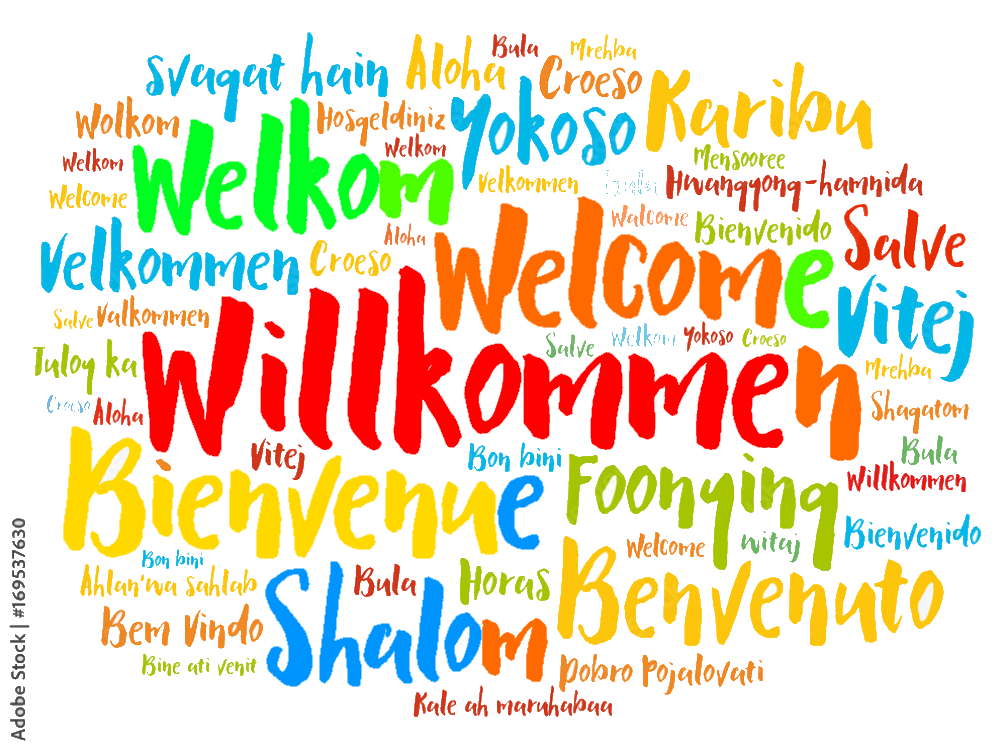 Bula Mrehba
svagat hain Aloha Croeso
Karibu
Wolkom Hosgeldiniz Yokoso
Welkom Welkom Welkom Mensooree
Welcome Velkommen Hwangyong-hamnida
Walcome Bienvenido Salve
Velkommen Croeso Aloha Welcome
Vitej
Salve Valkommen Salve Welkom Yokoso Croeso
Tuloy ka Willkommen Mrehba
Croeso Aloha Shagatom
Vitej Bon bini Bula
Bienvenue Foonying Willkommen
Welcome witaj Bienvenido
Bon bini
Ahlan'wa sahlab Bula Horas Benvenuto
Bem Vindo Shalom
Bine ati venit Dobro Pojalovati
Kale ah maruhabaa
Adobe Stock | #169537630